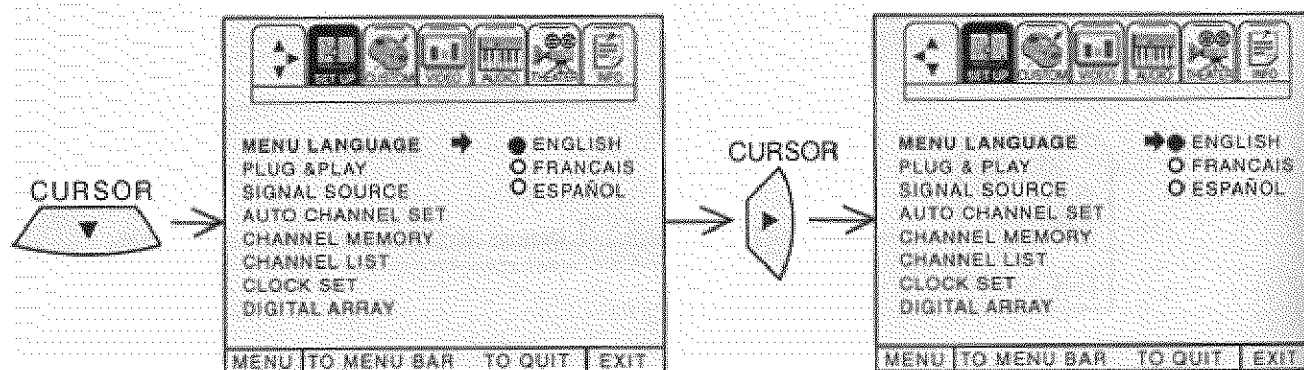 CURSOR
SET UP CUSTOM VIDEO AUDIO THEATER INFO
MENU LANGUAGE ENGLISH
PLUG &PLAY FRANCAIS
SIGNAL SOURCE ESPAÑOL
AUTO CHANNEL SET
CHANNEL MEMORY
CHANNEL LIST
CLOCK SET
DIGITAL ARRAY
MENU TO MENU BAR TO QUIT EXIT
CURSOR
SET UP CUSTOM VIDEO AUDIO THEATER INFO
MENU LANGUAGE ENGLISH
PLUG & PLAY FRANCAIS
SIGNAL SOURCE ESPAÑOL
AUTO CHANNEL SET
CHANNEL MEMORY
CHANNEL LIST
CLOCK SET
DIGITAL ARRAY
MENU TO MENU BAR TO QUIT EXIT